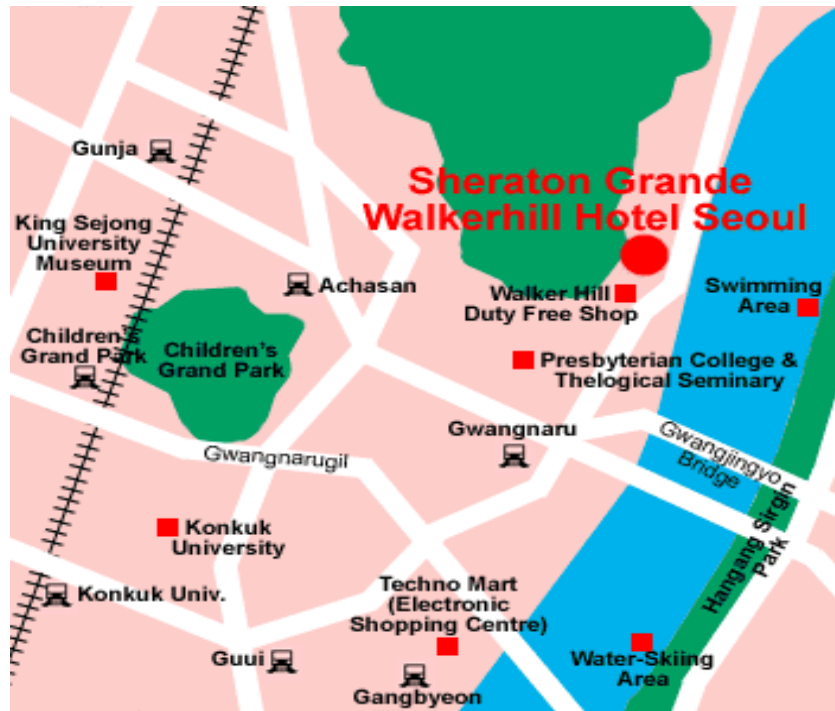 Gunja
Sheraton Grande
Walkerhill Hotel Seoul
King Sejong
University
Museum
Achasan
Walker Hill
Duty Free Shop
Swimming
Area
Children's
Grand Park
Children's
Grand Park
Presbyterian College &
Thelogical Seminary
Gwangnaru
Gwangnarugil
Gwangjingyo
Bridge
Hangang Sirgin
Park
Konkuk
University
Konkuk Univ.
Techno Mart
(Electronic
Shopping Centre)
Guui
Gangbyeon
Water-Skiing
Area